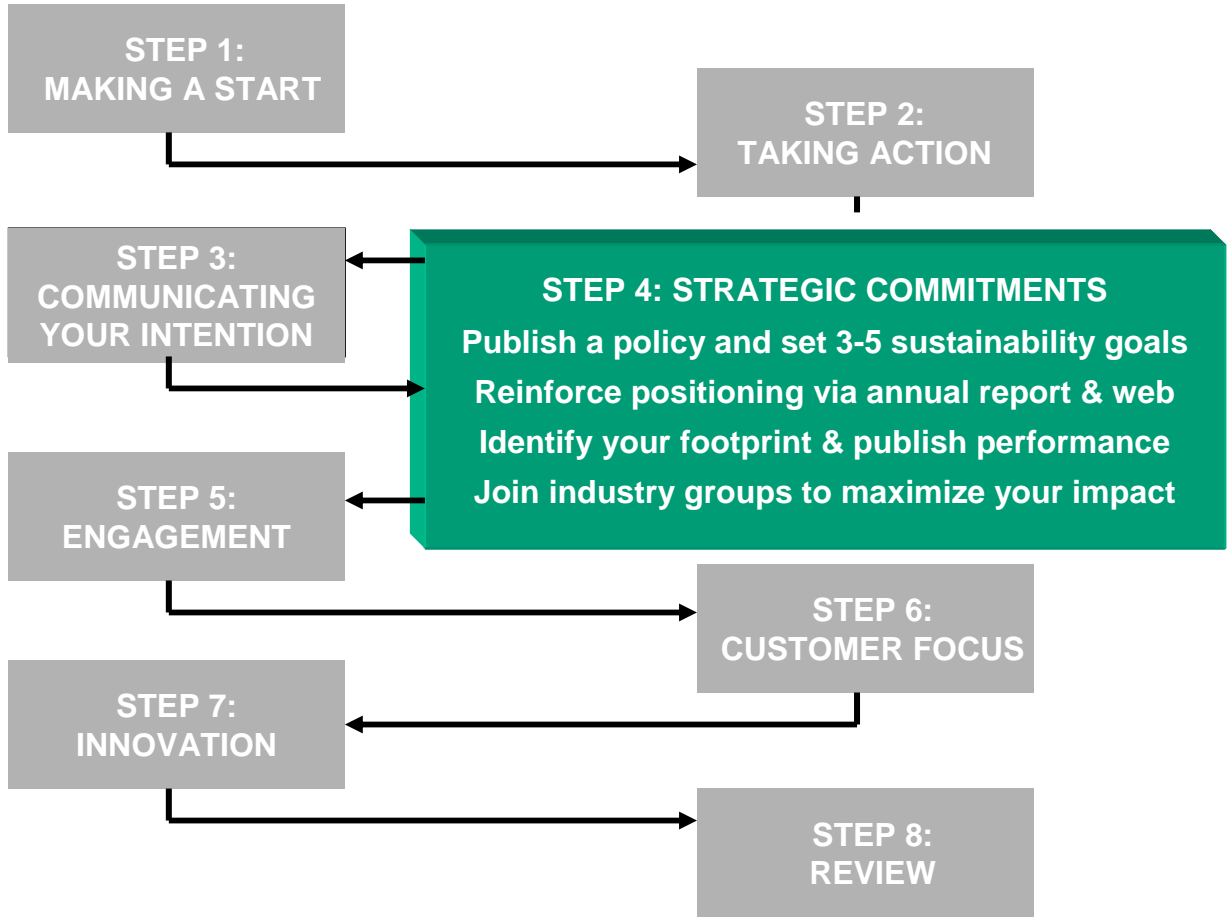 STEP 1:
MAKING A START
STEP 2:
TAKING ACTION
STEP 3:
COMMUNICATING
YOUR INTENTION
STEP 4: STRATEGIC COMMITMENTS
Publish a policy and set 3-5 sustainability goals
Reinforce positioning via annual report & web
Identify your footprint & publish performance
Join industry groups to maximize your impact
STEP 5:
ENGAGEMENT
STEP 6:
CUSTOMER FOCUS
STEP 7:
INNOVATION
STEP 8:
REVIEW